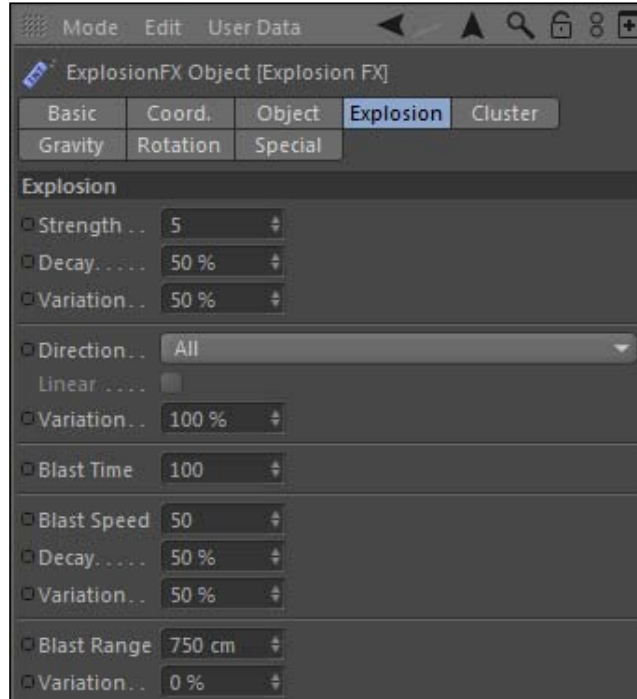 Mode Edit User Data
ExplosionFX Object [Explosion FX]
Basic Coord. Object Explosion Cluster
Gravity Rotation Special
Explosion
Strength . . 5
Decay. . . . . 50 %
Variation. . 50 %
Direction. . All
Linear . . . .
Variation. . 100 %
Blast Time 100
Blast Speed 50
Decay. . . . . 50 %
Variation. . 50 %
Blast Range 750 cm
Variation. . 0 %